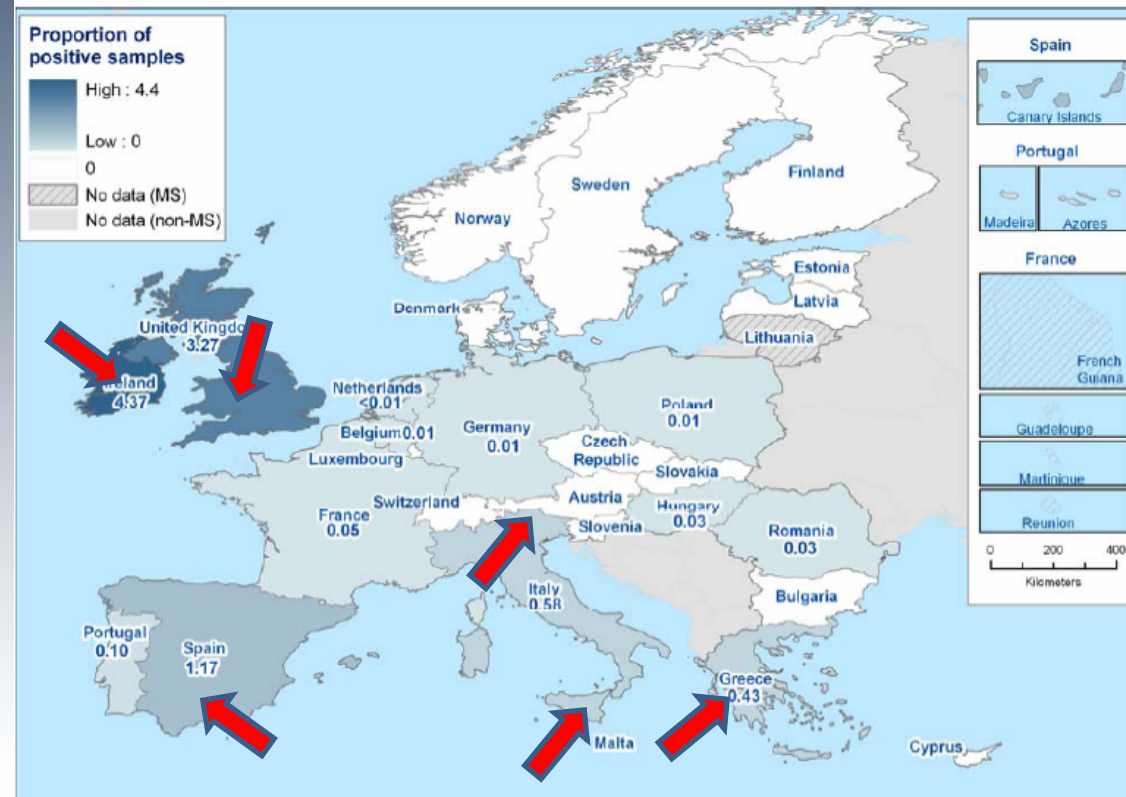 Proportion of
positive samples
High : 4.4
Low : 0
0
No data (MS)
No data (non-MS)
Spain
Canary Islands
Portugal
Madeira
Azores
France
French
Guiana
Guadeloupe
Martinique
Reunion
0 200 400
Kilometers
Finland
Sweden
Norway
Estonia
Latvia
Denmark
Lithuania
United Kingdo
3.27
Ireland
4.37
Netherlands
<0.01
Poland
0.01
Belgium 0.01
Germany
0.01
Luxembourg
Czech
Republic
Slovakia
Switzerland
Austria
Hungary
0.03
France
0.05
Slovenia
Romania
0.03
Italy
0.58
Bulgaria
Portugal
0.10
Spain
1.17
Greece
0.43
Malta
Cyprus